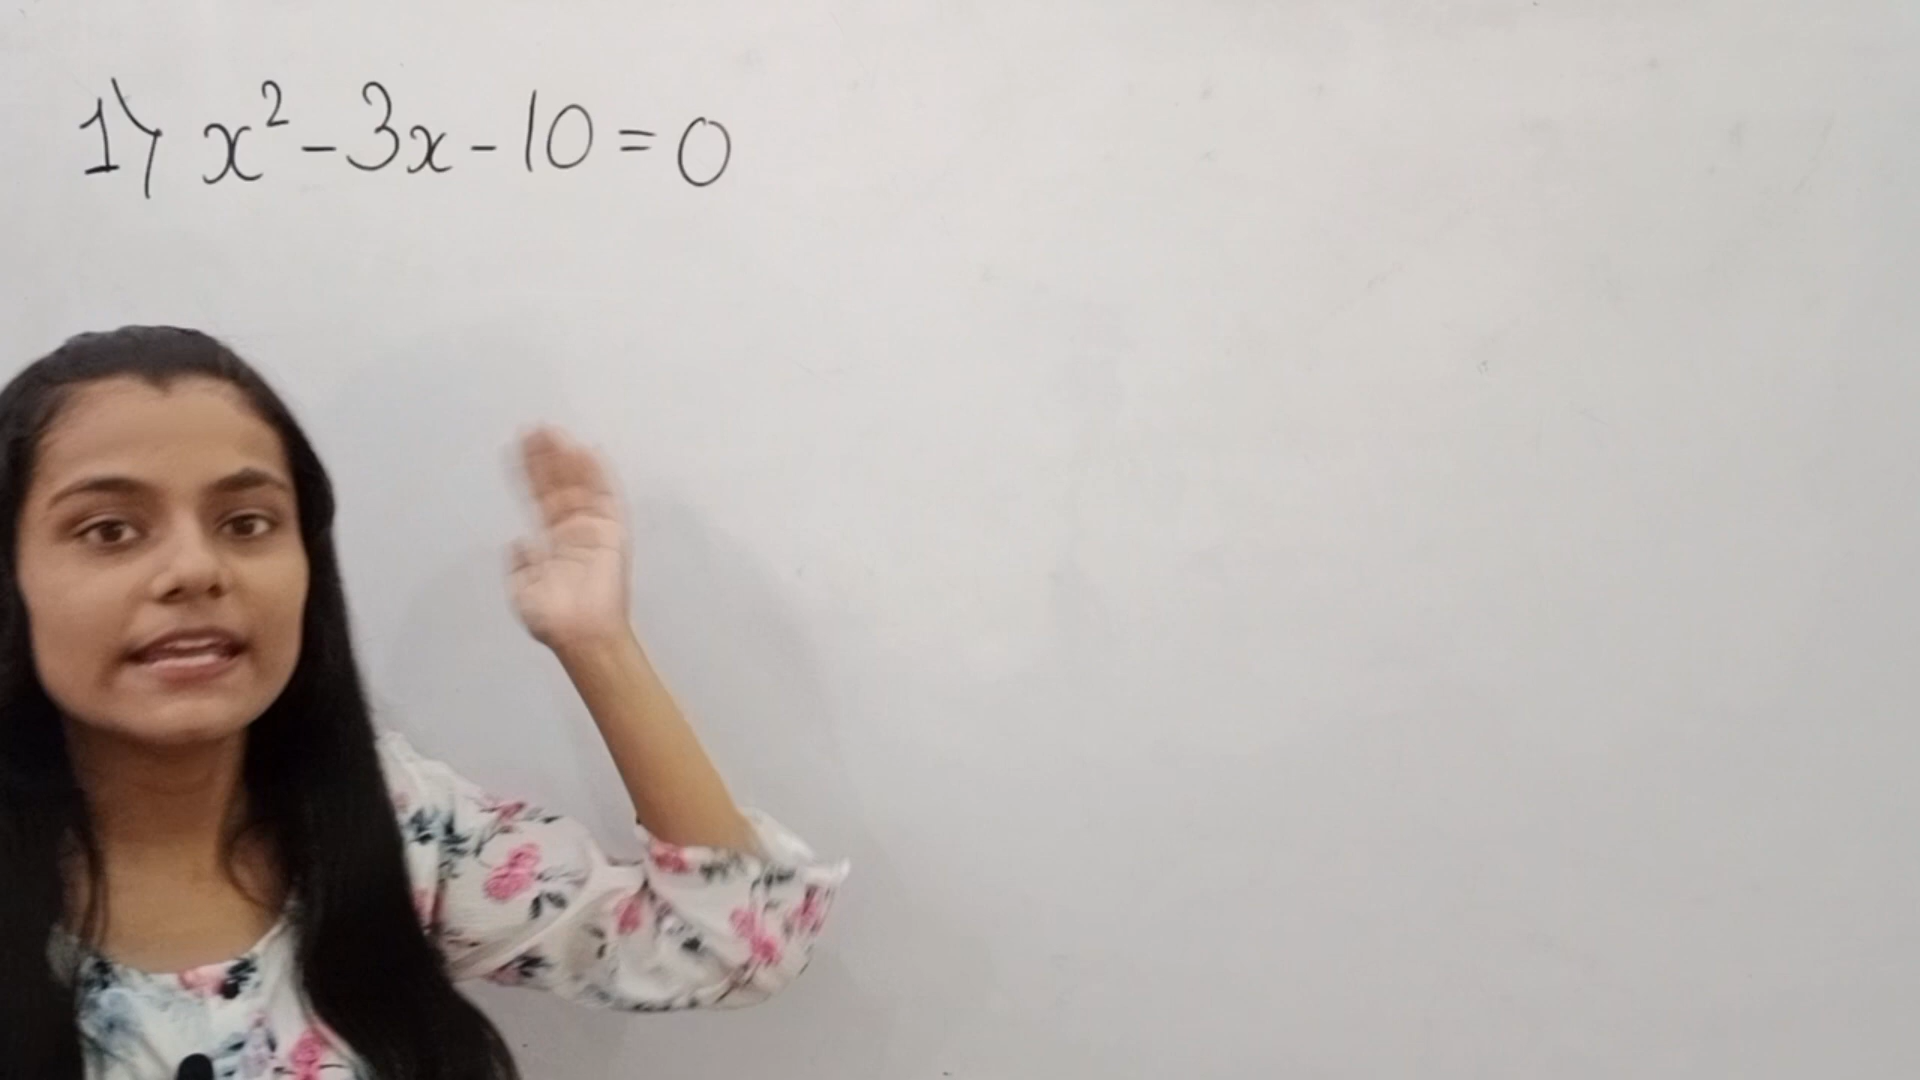 1) x² - 3x - 10 = 0